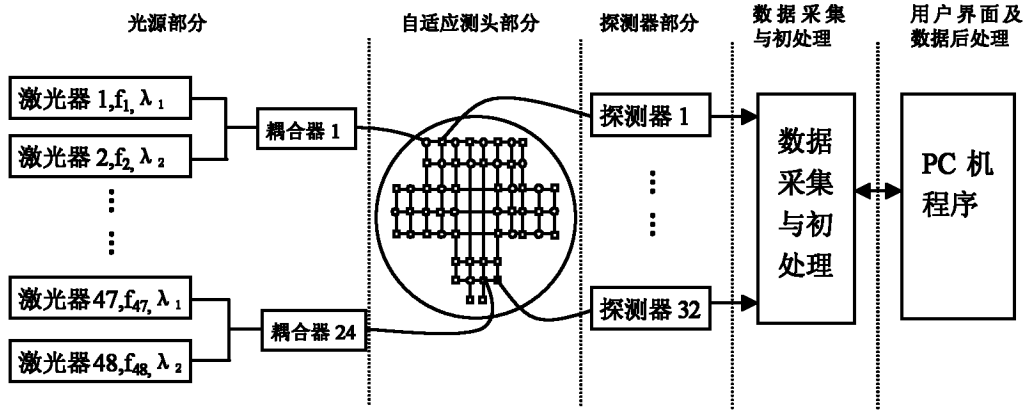 光源部分
自适应测头部分
探测器部分
数据采集
与初处理
用户界面及
数据后处理
激光器 1,f1,λ1
激光器 2,f2,λ2
耦合器 1
激光器 47,f47,λ1
激光器 48,f48,λ2
耦合器 24
探测器 1
探测器 32
数据
采集
与初
处理
PC 机
程序